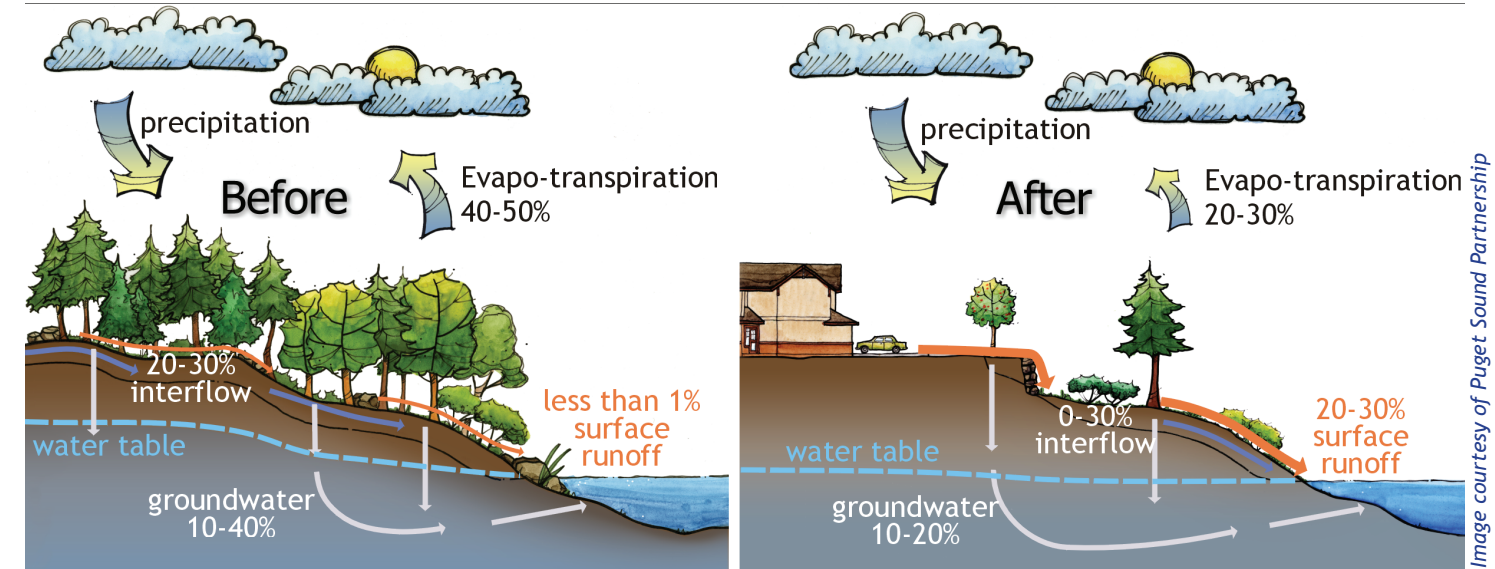 precipitation
Before
Evapo-transpiration
40-50%
20-30%
interflow
less than 1%
surface
runoff
water table
groundwater
10-40%
precipitation
After
Evapo-transpiration
20-30%
0-30%
interflow
20-30%
surface
runoff
water table
groundwater
10-20%
Image courtesy of Puget Sound Partnership